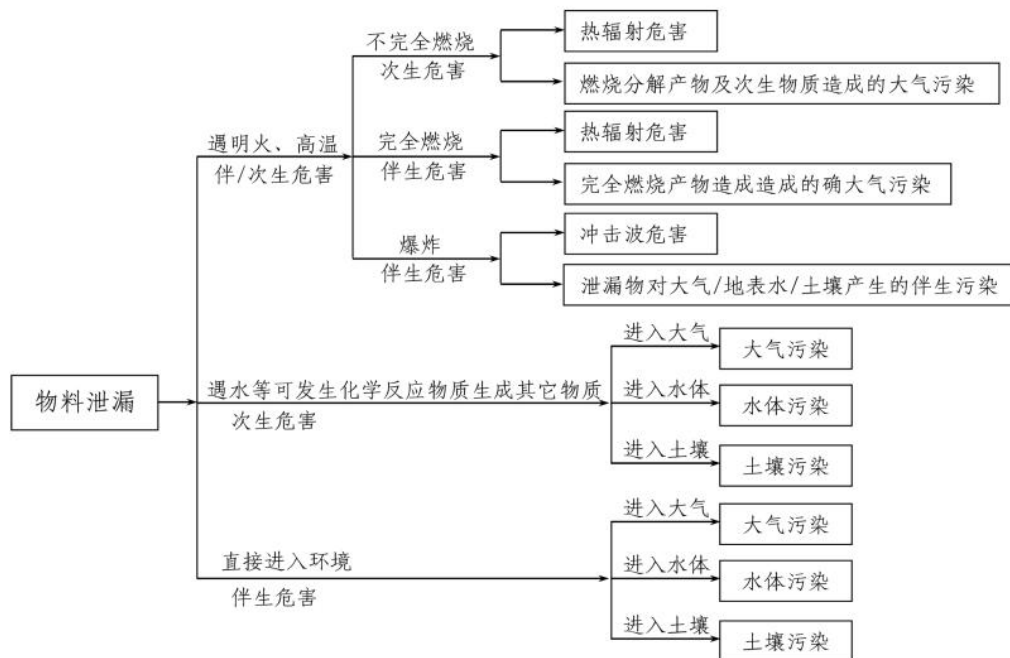 不完全燃烧
次生危害
热辐射危害
燃烧分解产物及次生物质造成的大气污染
遇明火、高温
伴/次生危害
完全燃烧
伴生危害
热辐射危害
完全燃烧产物造成造成的确大气污染
爆炸
伴生危害
冲击波危害
泄漏物对大气/地表水/土壤产生的伴生污染
物料泄漏
遇水等可发生化学反应物质生成其它物质
次生危害
进入大气
大气污染
进入水体
水体污染
进入土壤
土壤污染
直接进入环境
伴生危害
进入大气
大气污染
进入水体
水体污染
进入土壤
土壤污染